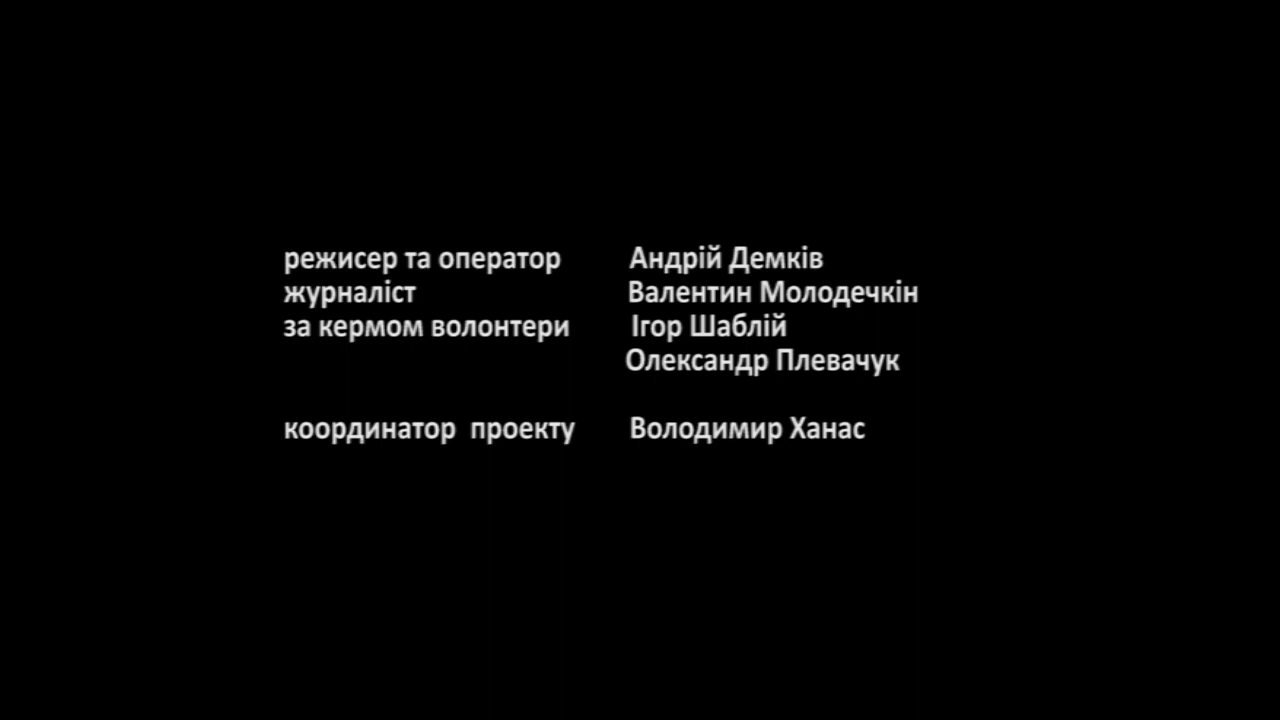 режисер та оператор Андрій Демків
журналіст Валентин Молодечкін
за кермом волонтери Ігор Шаблій
Олександр Плевачук
координатор проекту Володимир Ханас